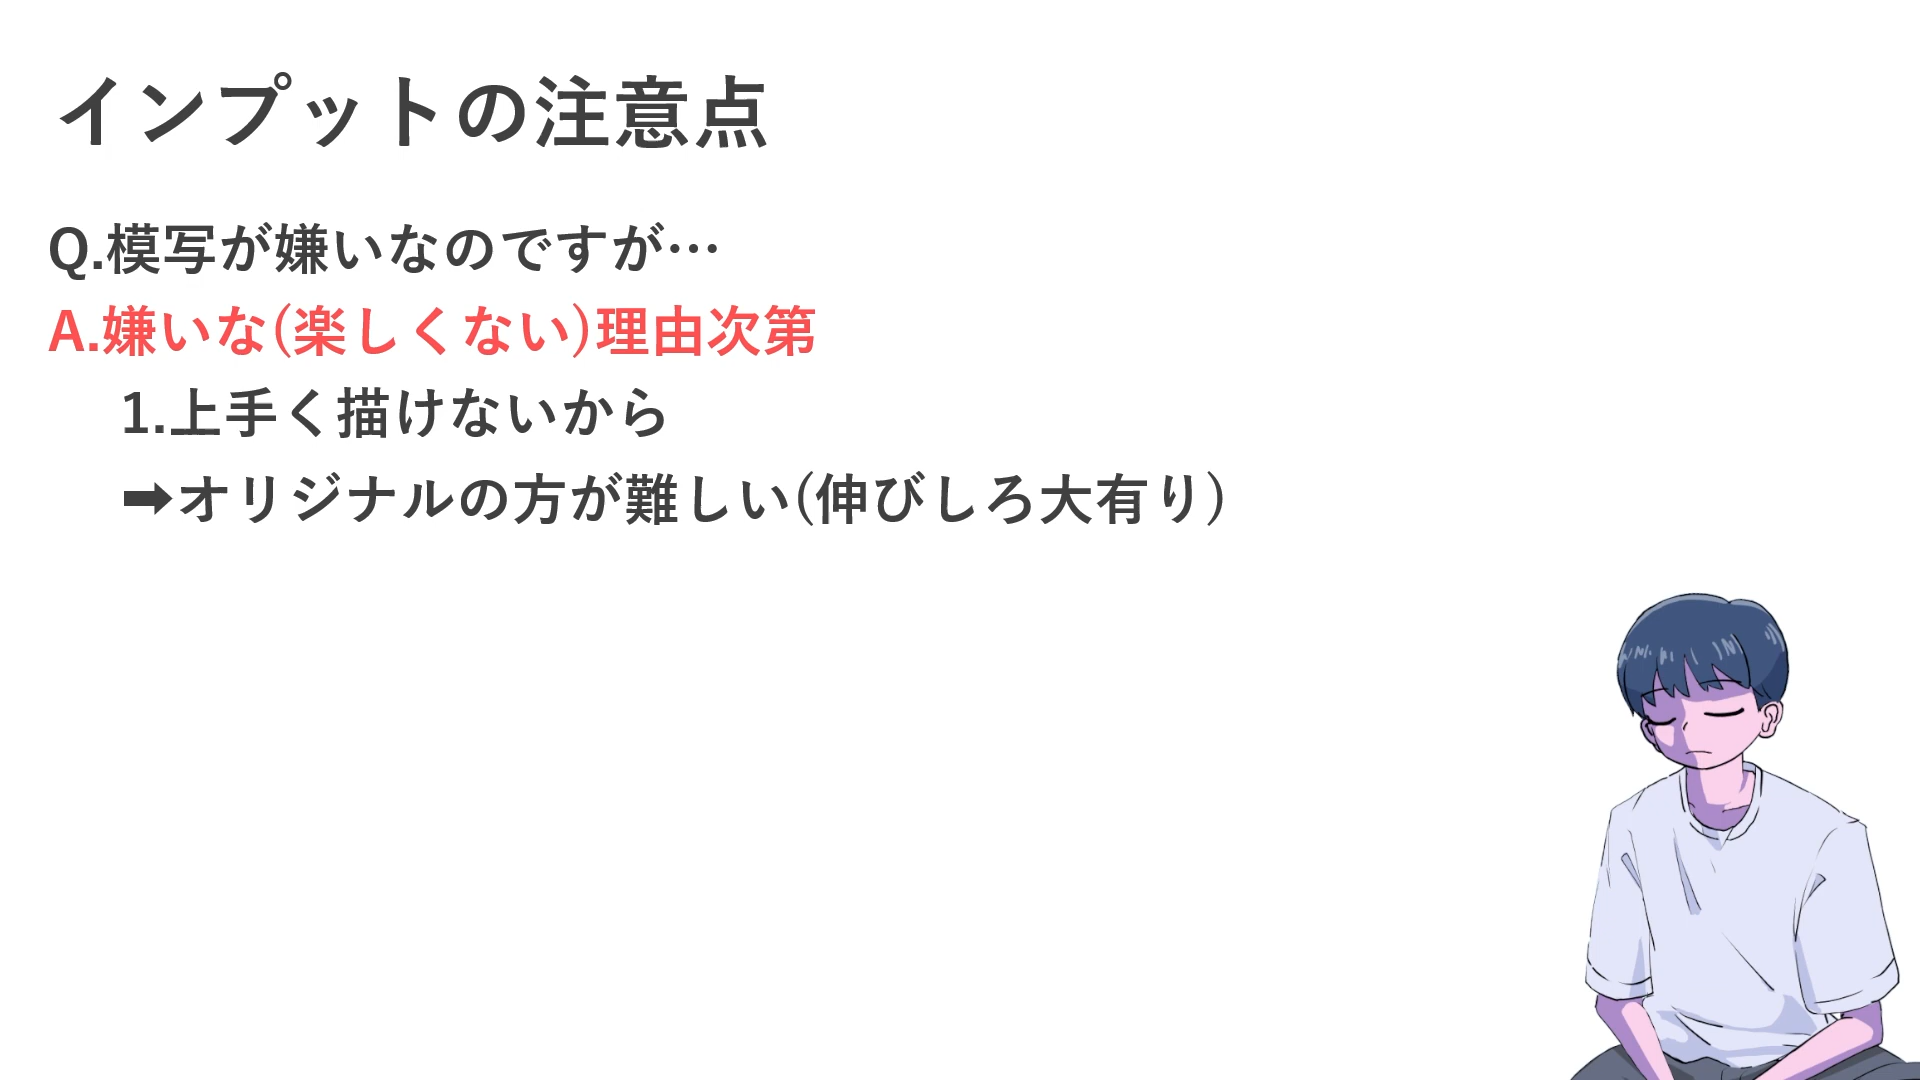 インプットの注意点
Q.模写が嫌いなのですが…
A.嫌いな(楽しくない)理由次第
1.上手く描けないから
➡オリジナルの方が難しい(伸びしろ大有り)